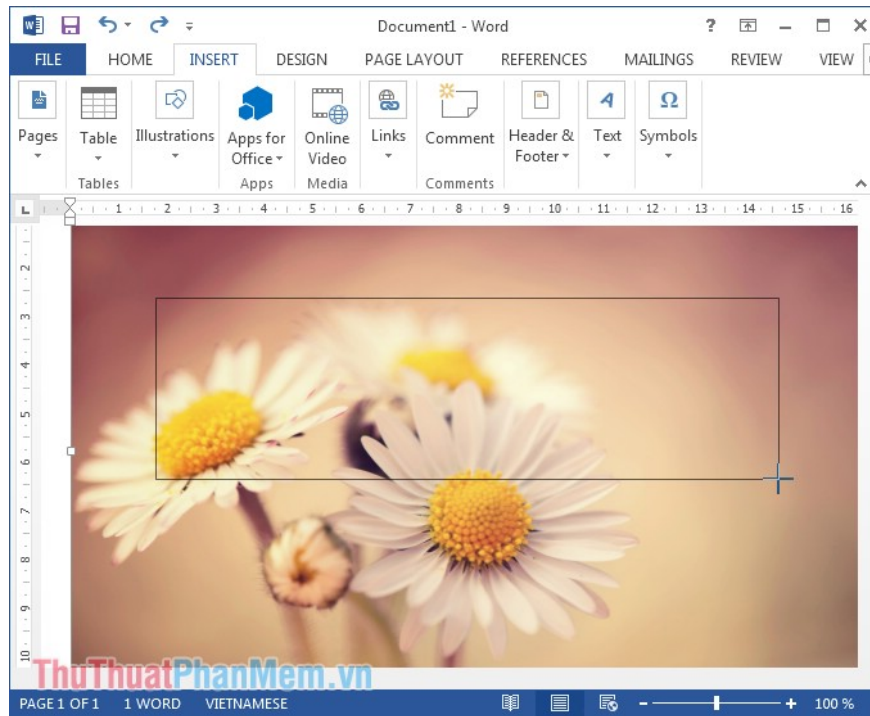 Document1 - Word
FILE HOME INSERT DESIGN PAGE LAYOUT REFERENCES MAILINGS REVIEW VIEW
Pages Table Illustrations Apps for Office Online Video Links Comment Header & Footer Text Symbols
Tables Apps Media Comments
1 2 3 4 5 6 7 8 9 10 11 12 13 14 15 16
2
3
4
5
6
7
8
9
10
ThuThuatPhanMem.vn
PAGE 1 OF 1 1 WORD VIETNAMESE 100 %